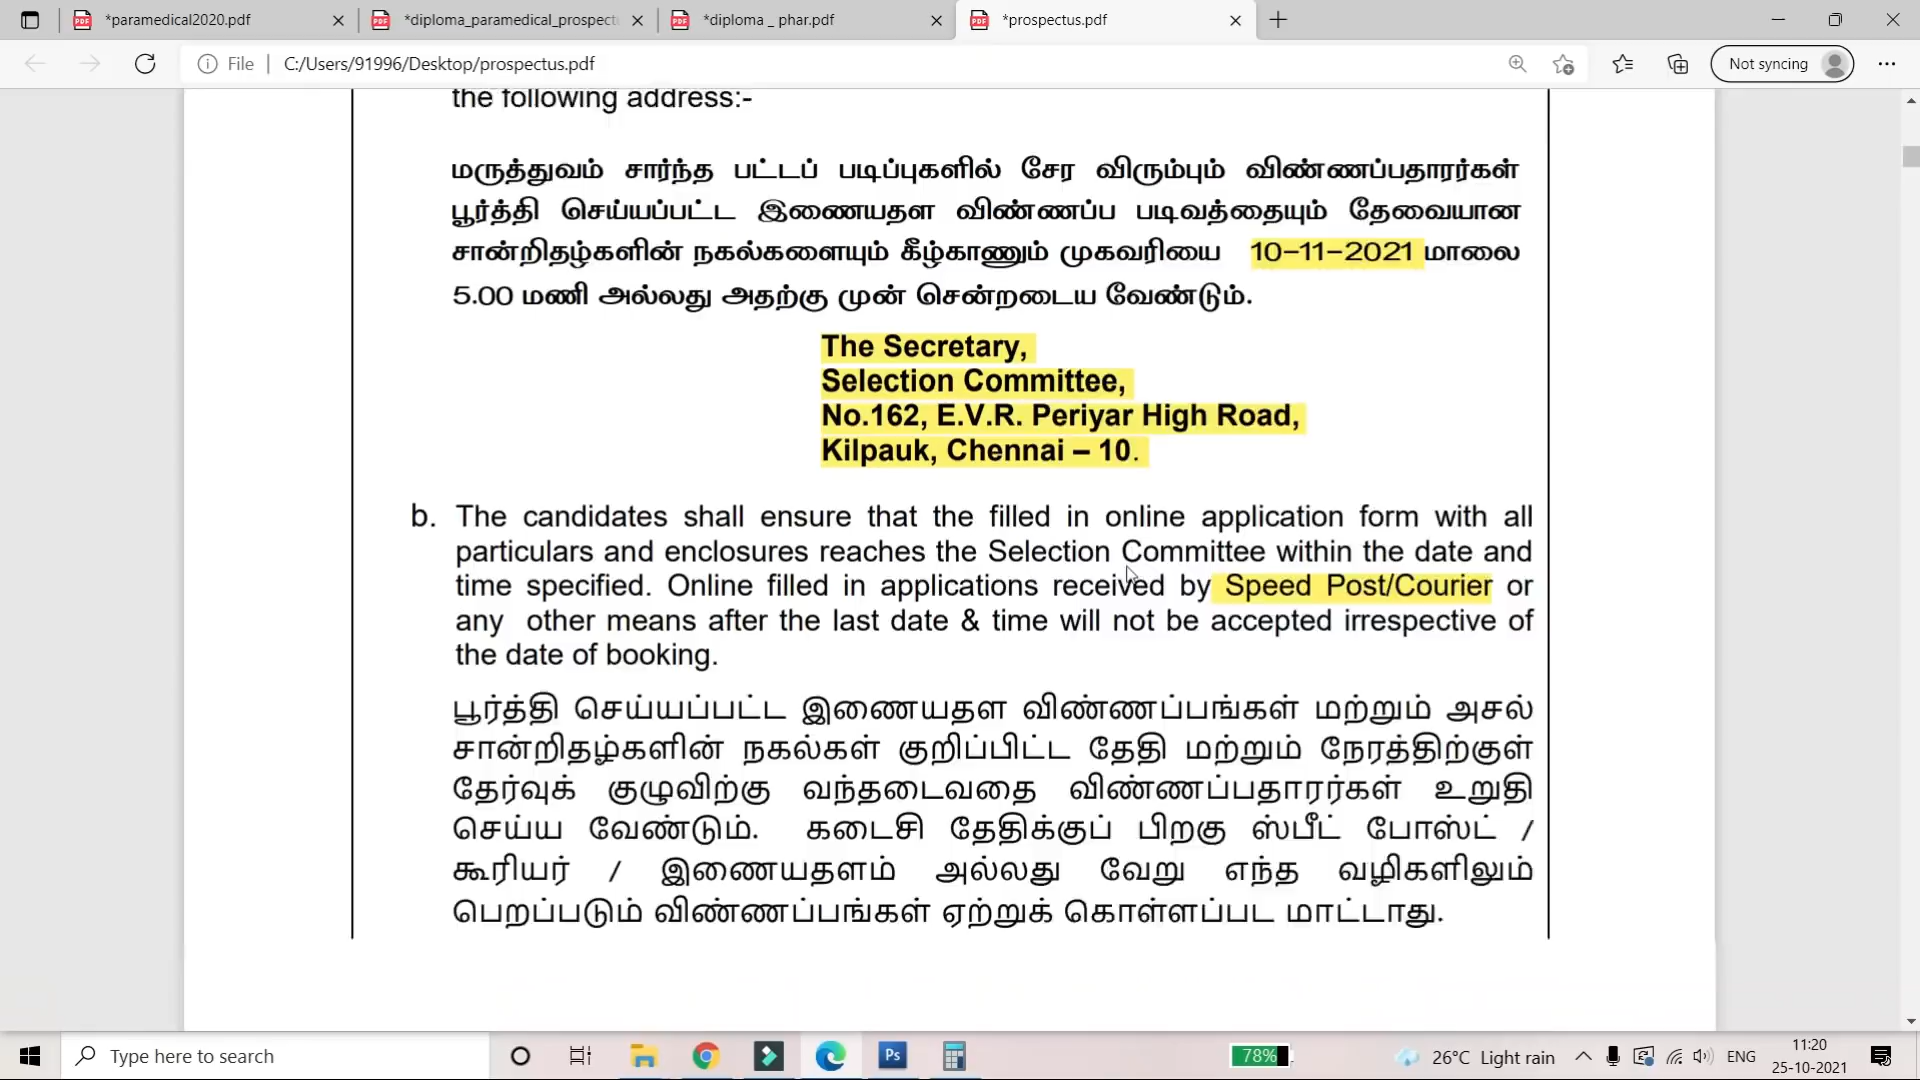 *paramedical2020.pdf
*diploma_paramedical_prospect
*diploma _ phar.pdf
*prospectus.pdf
File
C:/Users/91996/Desktop/prospectus.pdf
Not syncing
the following address:-
மருத்துவம் சார்ந்த பட்டப் படிப்புகளில் சேர விரும்பும் விண்ணப்பதாரர்கள்
பூர்த்தி செய்யப்பட்ட இணையதள விண்ணப்ப படிவத்தையும் தேவையான
சான்றிதழ்களின் நகல்களையும் கீழ்காணும் முகவரியை 10-11-2021 மாலை
5.00 மணி அல்லது அதற்கு முன் சென்றடைய வேண்டும்.
The Secretary,
Selection Committee,
No.162, E.V.R. Periyar High Road,
Kilpauk, Chennai – 10.
b. The candidates shall ensure that the filled in online application form with all
particulars and enclosures reaches the Selection Committee within the date and
time specified. Online filled in applications received by Speed Post/Courier or
any other means after the last date & time will not be accepted irrespective of
the date of booking.
பூர்த்தி செய்யப்பட்ட இணையதள விண்ணப்பங்கள் மற்றும் அசல்
சான்றிதழ்களின் நகல்கள் குறிப்பிட்ட தேதி மற்றும் நேரத்திற்குள்
தேர்வுக் குழுவிற்கு வந்தடைவதை விண்ணப்பதாரர்கள் உறுதி
செய்ய வேண்டும். கடைசி தேதிக்குப் பிறகு ஸ்பீட் போஸ்ட் /
கூரியர் / இணையதளம் அல்லது வேறு எந்த வழிகளிலும்
பெறப்படும் விண்ணப்பங்கள் ஏற்றுக் கொள்ளப்பட மாட்டாது.
Type here to search
Ps
78%
26°C Light rain
ENG
11:20
25-10-2021